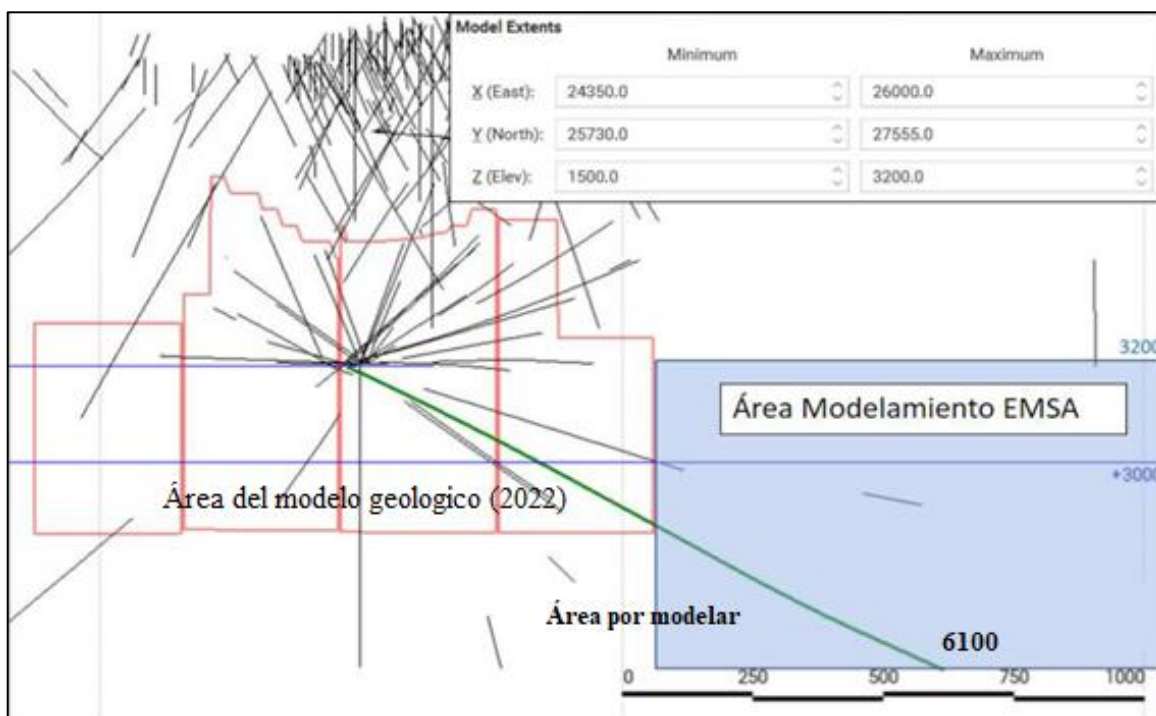 Model Extents
Minimum Maximum
X (East): 24350.0 26000.0
Y (North): 25730.0 27555.0
Z (Elev): 1500.0 3200.0
3200
Área Modelamiento EMSA
+3000
Área del modelo geologico (2022)
Área por modelar
6100
0 250 500 750 1000